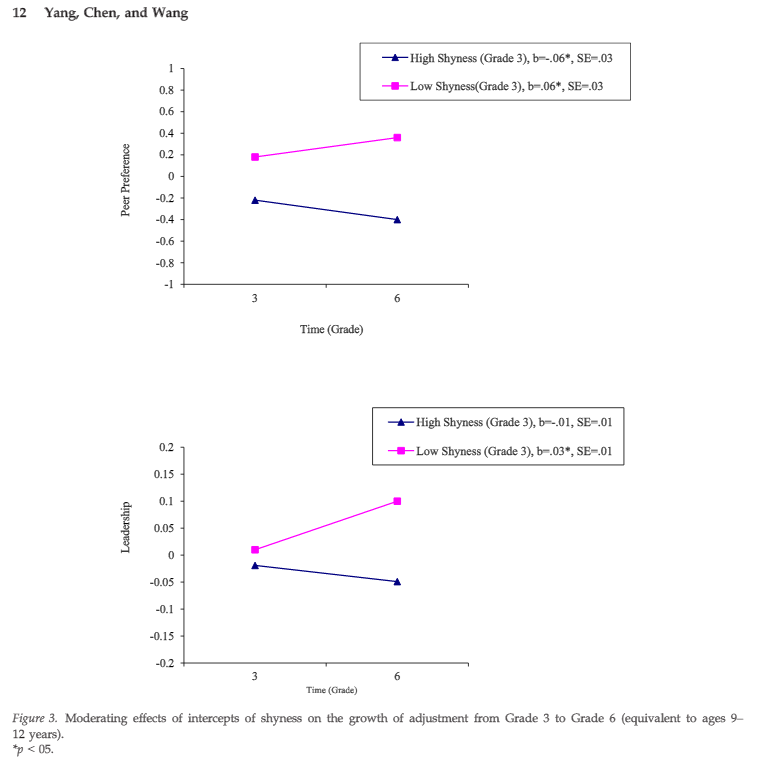 12 Yang, Chen, and Wang
High Shyness (Grade 3), b=-.06*, SE=.03
Low Shyness(Grade 3), b=.06*, SE=.03
1
0.8
0.6
0.4
0.2
0
-0.2
-0.4
-0.6
-0.8
-1
Peer Preference
3 6
Time (Grade)
High Shyness (Grade 3), b=-.01, SE=.01
Low Shyness (Grade 3), b=.03*, SE=.01
0.2
0.15
0.1
0.05
0
-0.05
-0.1
-0.15
-0.2
Leadership
3 6
Time (Grade)
Figure 3. Moderating effects of intercepts of shyness on the growth of adjustment from Grade 3 to Grade 6 (equivalent to ages 9–
12 years).
*p < 05.